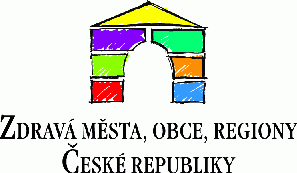 ZDRAVÁ MĚSTA, OBCE, REGIONY
ČESKÉ REPUBLIKY